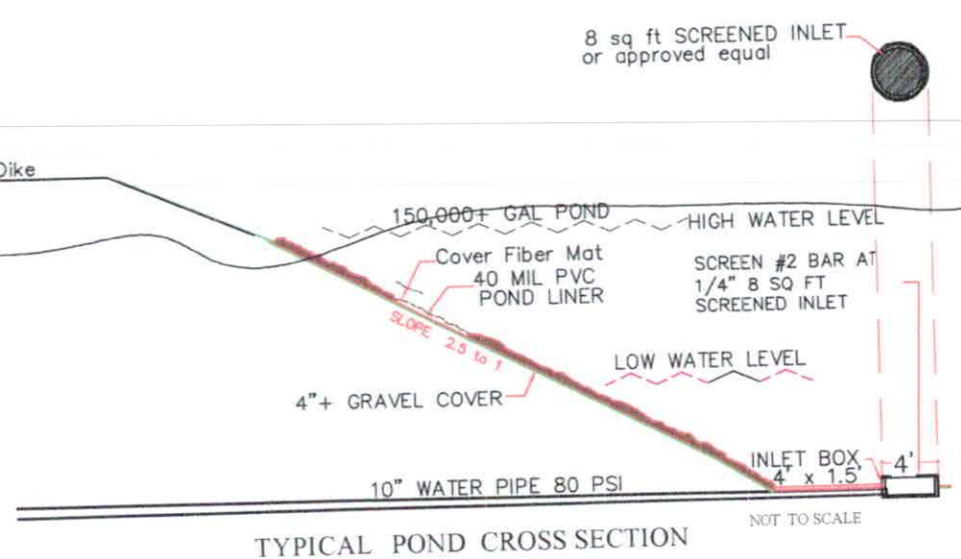 8 sq ft SCREENED INLET
or approved equal
Dike
150,000+ GAL POND
HIGH WATER LEVEL
Cover Fiber Mat
40 MIL PVC
POND LINER
SCREEN #2 BAR AT
1/4" 8 SQ FT
SCREENED INLET
SLOPE 2.5 to 1
LOW WATER LEVEL
4"+ GRAVEL COVER
INLET BOX
4'
4' x 1.5'
10" WATER PIPE 80 PSI
NOT TO SCALE
TYPICAL POND CROSS SECTION